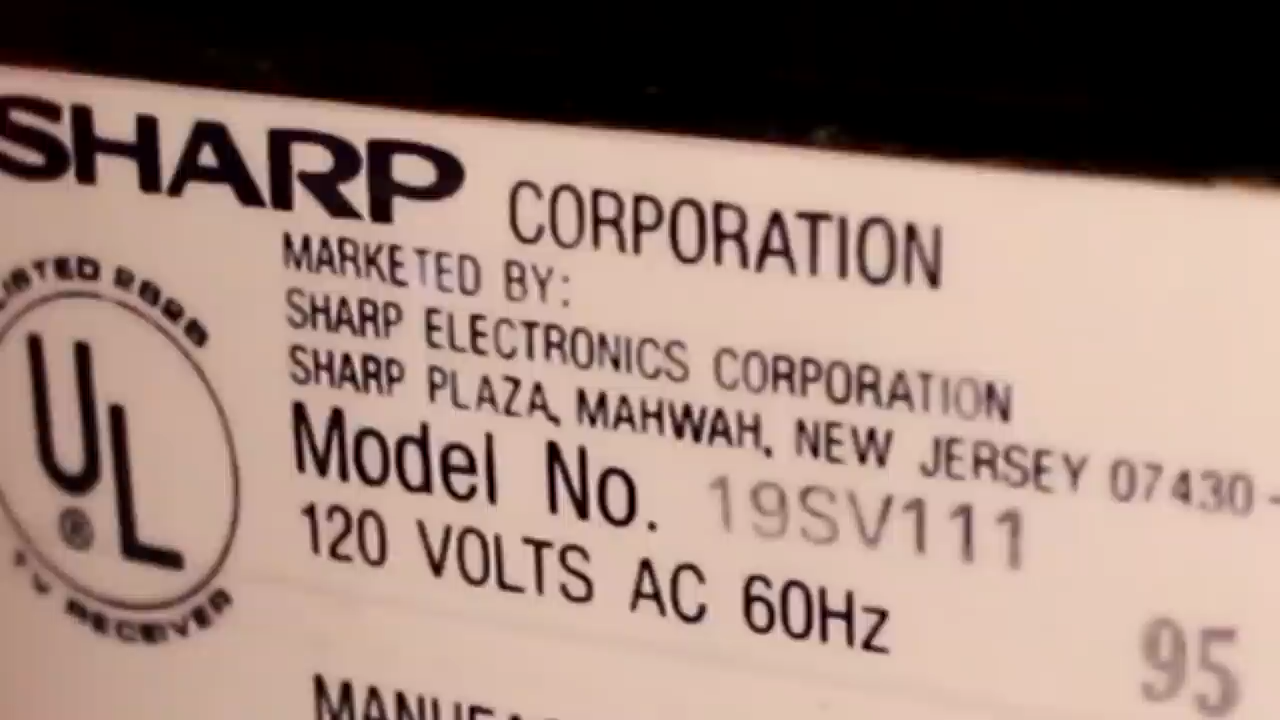 SHARP CORPORATION
MARKETED BY:
SHARP ELECTRONICS CORPORATION
SHARP PLAZA, MAHWAH, NEW JERSEY 07430-
Model No. 19SV111
120 VOLTS AC 60Hz
95
LISTED
UL
®
TV RECEIVER